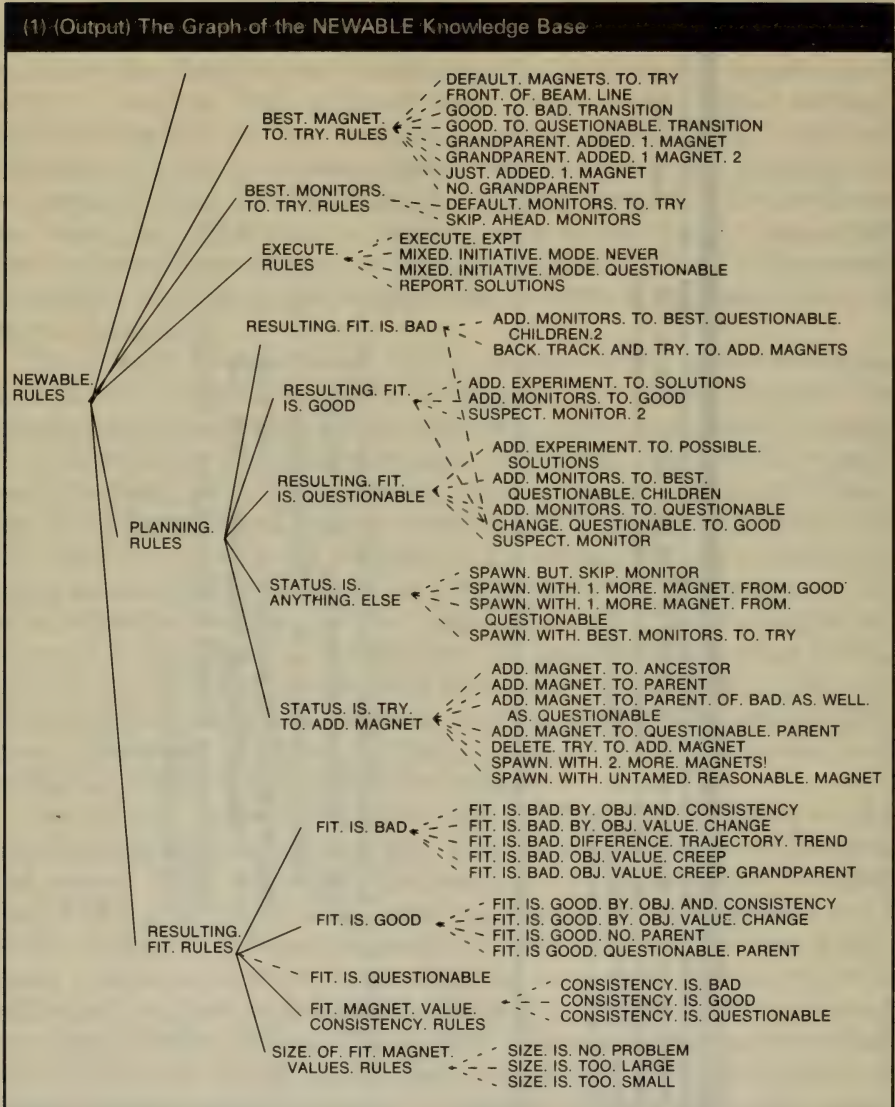 (1) (Output) The Graph of the NEWABLE Knowledge Base
DEFAULT. MAGNETS. TO. TRY
FRONT. OF. BEAM. LINE
BEST. MAGNET.
TO. TRY. RULES
GOOD. TO. BAD. TRANSITION
GOOD. TO. QUSETIONABLE. TRANSITION
GRANDPARENT. ADDED. 1. MAGNET
GRANDPARENT. ADDED. 1 MAGNET. 2
JUST. ADDED. 1. MAGNET
NO. GRANDPARENT
BEST. MONITORS.
TO. TRY. RULES
DEFAULT. MONITORS. TO. TRY
SKIP. AHEAD. MONITORS
EXECUTE.
RULES
EXECUTE. EXPT
MIXED. INITIATIVE. MODE. NEVER
MIXED. INITIATIVE. MODE. QUESTIONABLE
REPORT. SOLUTIONS
NEWABLE.
RULES
PLANNING.
RULES
RESULTING. FIT. IS. BAD
ADD. MONITORS. TO. BEST. QUESTIONABLE.
CHILDREN.2
BACK. TRACK. AND. TRY. TO. ADD. MAGNETS
RESULTING. FIT.
IS. GOOD
ADD. EXPERIMENT. TO. SOLUTIONS
ADD. MONITORS. TO. GOOD
SUSPECT. MONITOR. 2
RESULTING. FIT.
IS. QUESTIONABLE
ADD. EXPERIMENT. TO. POSSIBLE.
SOLUTIONS
ADD. MONITORS. TO. BEST.
QUESTIONABLE. CHILDREN
ADD. MONITORS. TO. QUESTIONABLE
CHANGE. QUESTIONABLE. TO. GOOD
SUSPECT. MONITOR
STATUS. IS.
ANYTHING. ELSE
SPAWN. BUT. SKIP. MONITOR
SPAWN. WITH. 1. MORE. MAGNET. FROM. GOOD
SPAWN. WITH. 1. MORE. MAGNET. FROM.
QUESTIONABLE
SPAWN. WITH. BEST. MONITORS. TO. TRY
STATUS. IS. TRY.
TO. ADD. MAGNET
ADD. MAGNET. TO. ANCESTOR
ADD. MAGNET. TO. PARENT
ADD. MAGNET. TO. PARENT. OF. BAD. AS. WELL.
AS. QUESTIONABLE
ADD. MAGNET. TO. QUESTIONABLE. PARENT
DELETE. TRY. TO. ADD. MAGNET
SPAWN. WITH. 2. MORE. MAGNETS!
SPAWN. WITH. UNTAMED. REASONABLE. MAGNET
RESULTING.
FIT. RULES
FIT. IS. BAD
FIT. IS. BAD. BY. OBJ. AND. CONSISTENCY
FIT. IS. BAD. BY. OBJ. VALUE. CHANGE
FIT. IS. BAD. DIFFERENCE. TRAJECTORY. TREND
FIT. IS. BAD. OBJ. VALUE. CREEP
FIT. IS. BAD. OBJ. VALUE. CREEP. GRANDPARENT
FIT. IS. GOOD
FIT. IS. GOOD. BY. OBJ. AND. CONSISTENCY
FIT. IS. GOOD. BY. OBJ. VALUE. CHANGE
FIT. IS. GOOD. NO. PARENT
FIT. IS GOOD. QUESTIONABLE. PARENT
FIT. IS. QUESTIONABLE
FIT. MAGNET. VALUE.
CONSISTENCY. RULES
CONSISTENCY. IS. BAD
CONSISTENCY. IS. GOOD
CONSISTENCY. IS. QUESTIONABLE
SIZE. OF. FIT. MAGNET.
VALUES. RULES
SIZE. IS. NO. PROBLEM
SIZE. IS. TOO. LARGE
SIZE. IS. TOO. SMALL